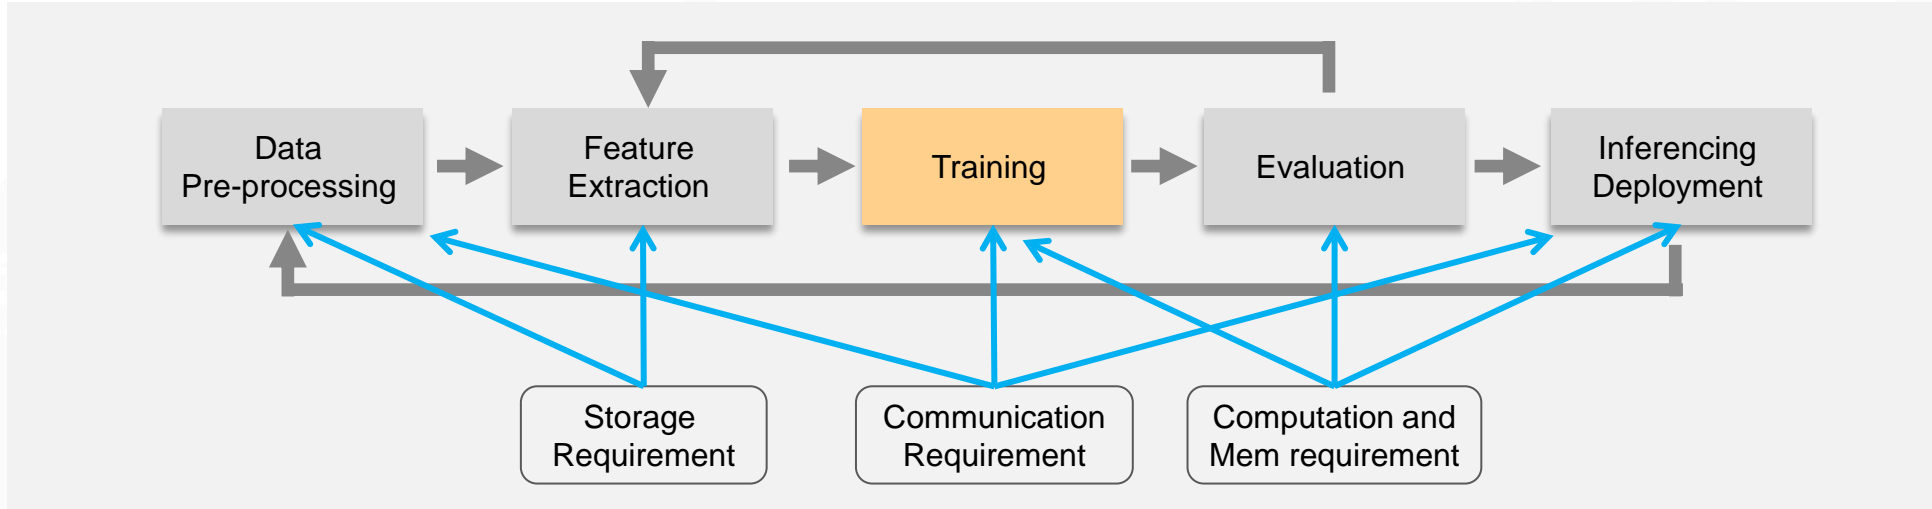 Data
Pre-processing
Feature
Extraction
Training
Evaluation
Inferencing
Deployment
Storage
Requirement
Communication
Requirement
Computation and
Mem requirement